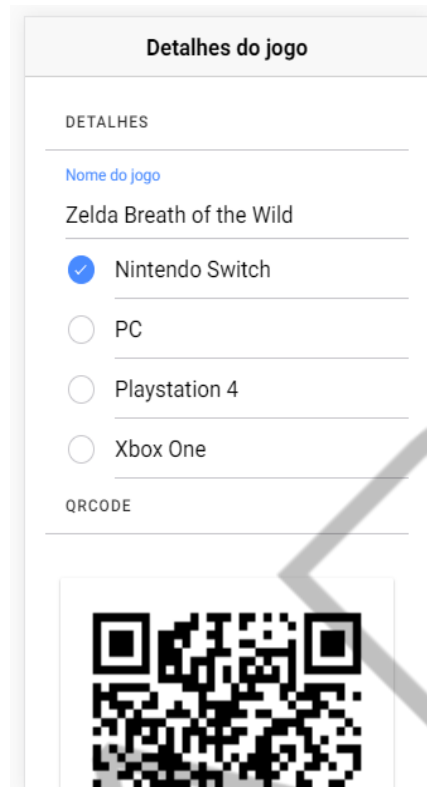 Detalhes do jogo
DETALHES
Nome do jogo
Zelda Breath of the Wild
Nintendo Switch
PC
Playstation 4
Xbox One
QRCODE